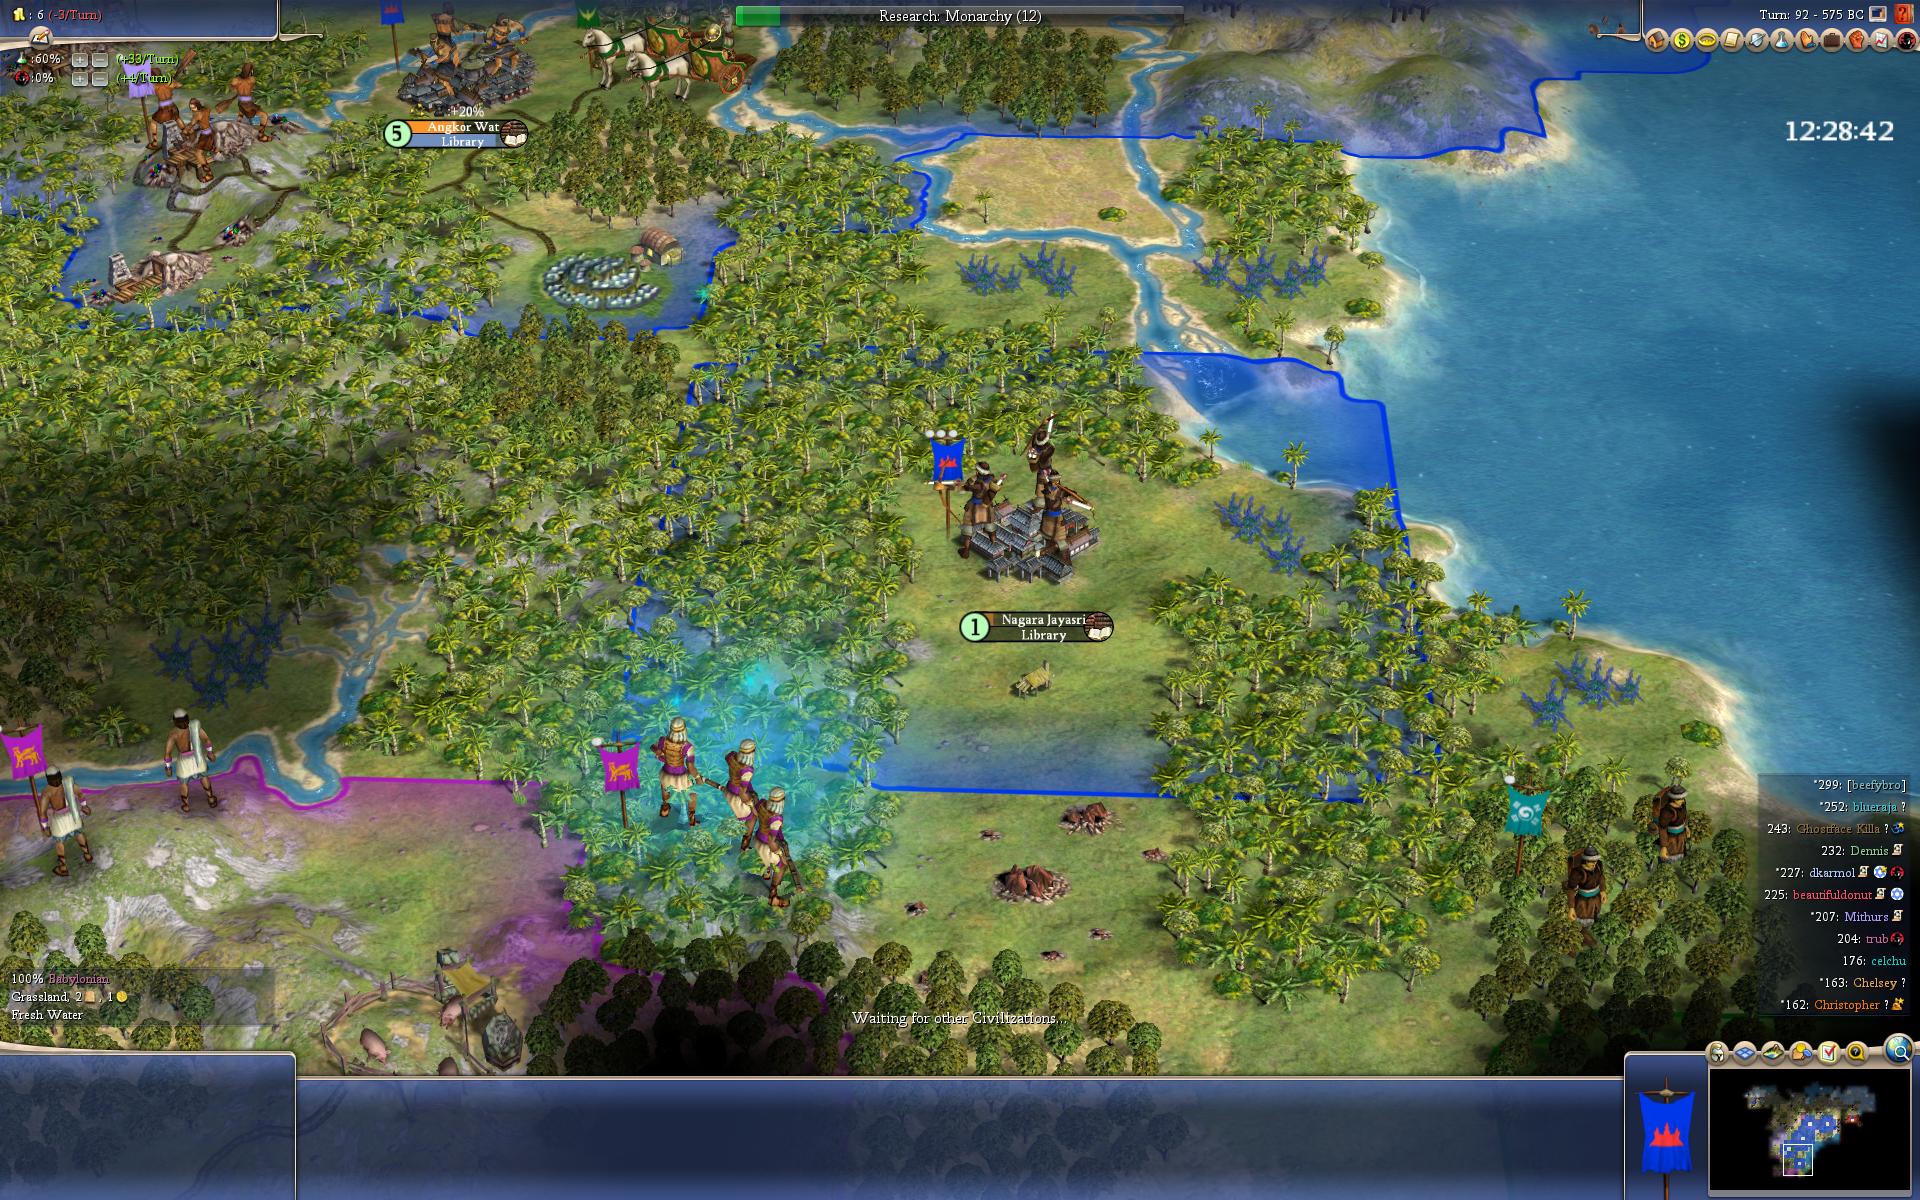 : 6 (-3/Turn)
Research: Monarchy (12)
Turn: 92 - 575 BC
:60% (+33/Turn)
:0% (+4/Turn)
12:28:42
:+20%
5 Angkor Wat
Library
1 Nagara Jayasri
Library
*299: [beefybro]
*252: blueraja ?
243: Ghostface Killa ?
232: Dennis
*227: dkarmol
225: beautifuldonut
*207: Mithurs
204: trub
176: celchu
*163: Chelsey ?
*162: Christopher ?
100% Babylonian
Grassland, 2, 1
Fresh Water
Waiting for other Civilizations...